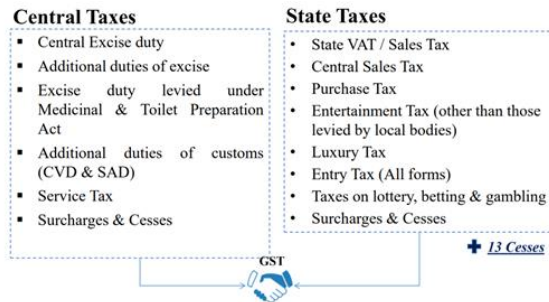 Central Taxes
Central Excise duty
Additional duties of excise
Excise duty levied under
Medicinal & Toilet Preparation
Act
Additional duties of customs
(CVD & SAD)
Service Tax
Surcharges & Cesses
State Taxes
State VAT / Sales Tax
Central Sales Tax
Purchase Tax
Entertainment Tax (other than those
levied by local bodies)
Luxury Tax
Entry Tax (All forms)
Taxes on lottery, betting & gambling
Surcharges & Cesses
13 Cesses
GST